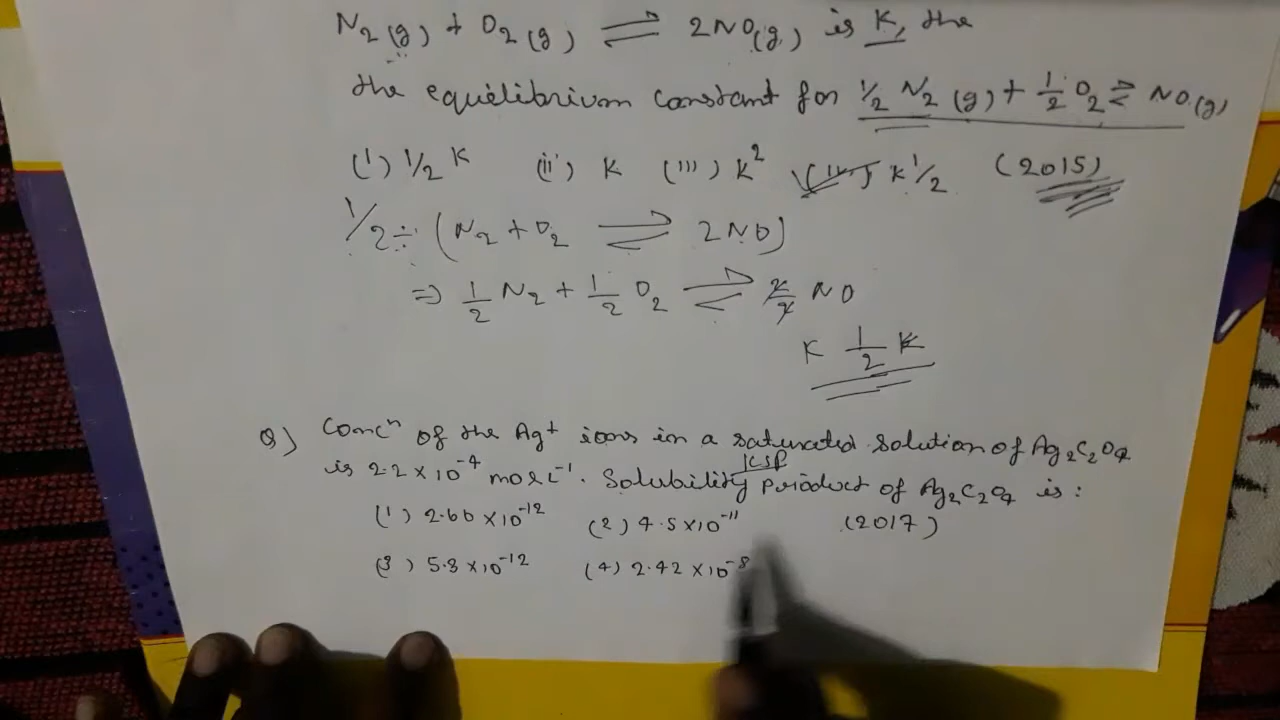 N₂(g) + O₂(g) ⇌ 2NO(g) is K, the
the equilibrium constant for 1/2 N₂(g) + 1/2 O₂ ⇌ NO(g)
(i) 1/2 K (ii) K (iii) K² (iv) K^1/2 (2015)
1/2 ÷ (N₂ + O₂ ⇌ 2NO)
⇒ 1/2 N₂ + 1/2 O₂ ⇌ 2/2 NO
K 1/2 K
Q) Concⁿ of the Ag⁺ ions in a saturated solution of Ag₂C₂O₄
is 2.2 × 10⁻⁴ mol L⁻¹. Solubility product of Ag₂C₂O₄ is :
KSP
(1) 2.66 × 10⁻¹² (2) 4.5 × 10⁻¹¹ (2017)
(3) 5.3 × 10⁻¹² (4) 2.42 × 10⁻⁸